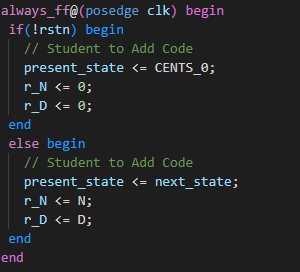 always_ff@(posedge clk) begin
if(!rstn) begin
// Student to Add Code
present_state <= CENTS_0;
r_N <= 0;
r_D <= 0;
end
else begin
// Student to Add Code
present_state <= next_state;
r_N <= N;
r_D <= D;
end
end